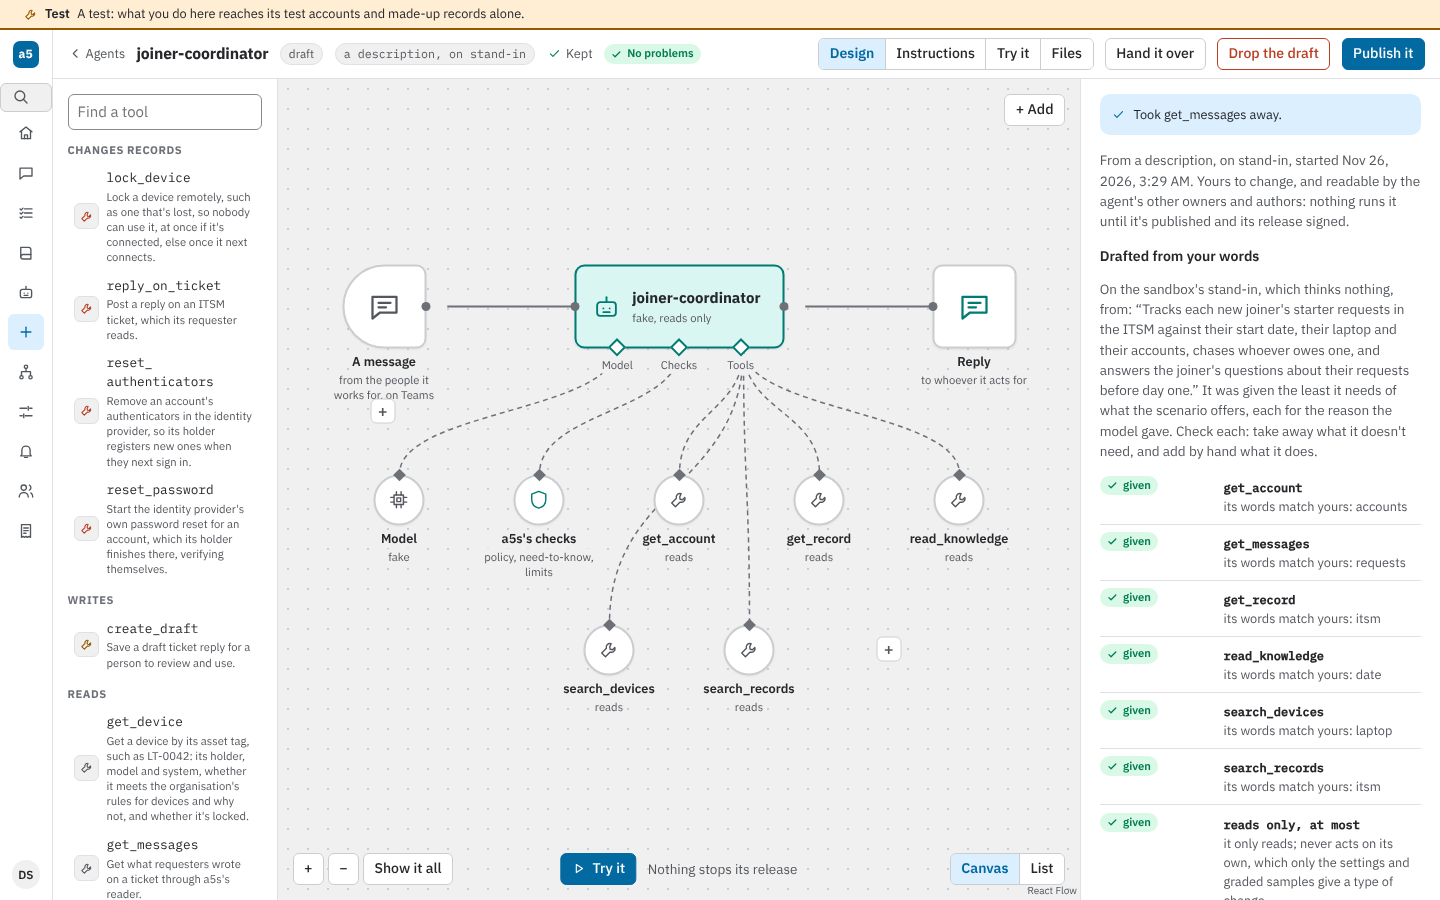 Test A test: what you do here reaches its test accounts and made-up records alone.
a5
Agents
joiner-coordinator
draft
a description, on stand-in
Kept
No problems
Design
Instructions
Try it
Files
Hand it over
Drop the draft
Publish it
Find a tool
CHANGES RECORDS
lock_device
Lock a device remotely, such
as one that's lost, so nobody
can use it, at once if it's
connected, else once it next
connects.
reply_on_ticket
Post a reply on an ITSM
ticket, which its requester
reads.
reset_
authenticators
Remove an account's
authenticators in the identity
provider, so its holder
registers new ones when
they next sign in.
reset_password
Start the identity provider's
own password reset for an
account, which its holder
finishes there, verifying
themselves.
WRITES
create_draft
Save a draft ticket reply for a
person to review and use.
READS
get_device
Get a device by its asset tag,
such as LT-0042: its holder,
model and system, whether
it meets the organisation's
rules for devices and why
not, and whether it's locked.
get_messages
Get what requesters wrote
on a ticket through a5s's
reader.
DS
+ Add
A message
from the people it
works for, on Teams
+
joiner-coordinator
fake, reads only
Model
Checks
Tools
Reply
to whoever it acts for
Model
fake
a5s's checks
policy, need-to-know,
limits
get_account
reads
get_record
reads
read_knowledge
reads
search_devices
reads
search_records
reads
+
+
−
Show it all
Try it
Nothing stops its release
Canvas
List
React Flow
Took get_messages away.
From a description, on stand-in, started Nov 26,
2026, 3:29 AM. Yours to change, and readable by the
agent's other owners and authors: nothing runs it
until it's published and its release signed.
Drafted from your words
On the sandbox's stand-in, which thinks nothing,
from: “Tracks each new joiner's starter requests in
the ITSM against their start date, their laptop and
their accounts, chases whoever owes one, and
answers the joiner's questions about their requests
before day one.” It was given the least it needs of
what the scenario offers, each for the reason the
model gave. Check each: take away what it doesn't
need, and add by hand what it does.
given
get_account
its words match yours: accounts
given
get_messages
its words match yours: requests
given
get_record
its words match yours: itsm
given
read_knowledge
its words match yours: date
given
search_devices
its words match yours: laptop
given
search_records
its words match yours: itsm
given
reads only, at most
it only reads; never acts on its
own, which only the settings and
graded samples give a type of
change.